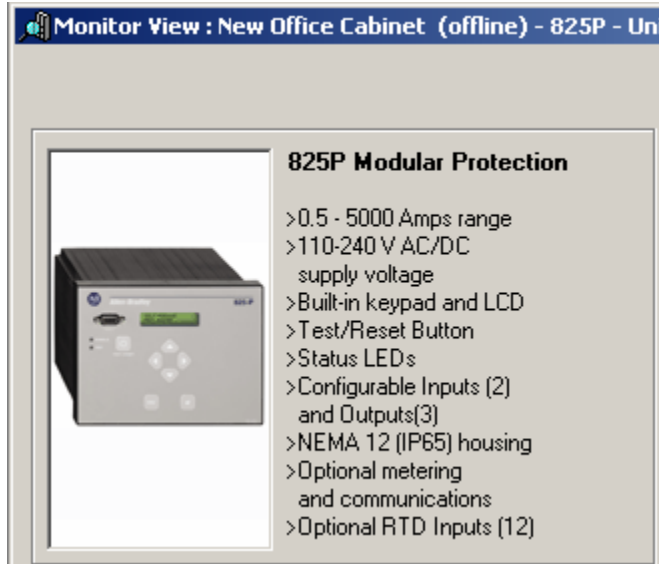 Monitor View : New Office Cabinet (offline) - 825P - Un
825P Modular Protection
>0.5 - 5000 Amps range
>110-240 V AC/DC
supply voltage
>Built-in keypad and LCD
>Test/Reset Button
>Status LEDs
>Configurable Inputs (2)
and Outputs(3)
>NEMA 12 (IP65) housing
>Optional metering
and communications
>Optional RTD Inputs (12)
825-P